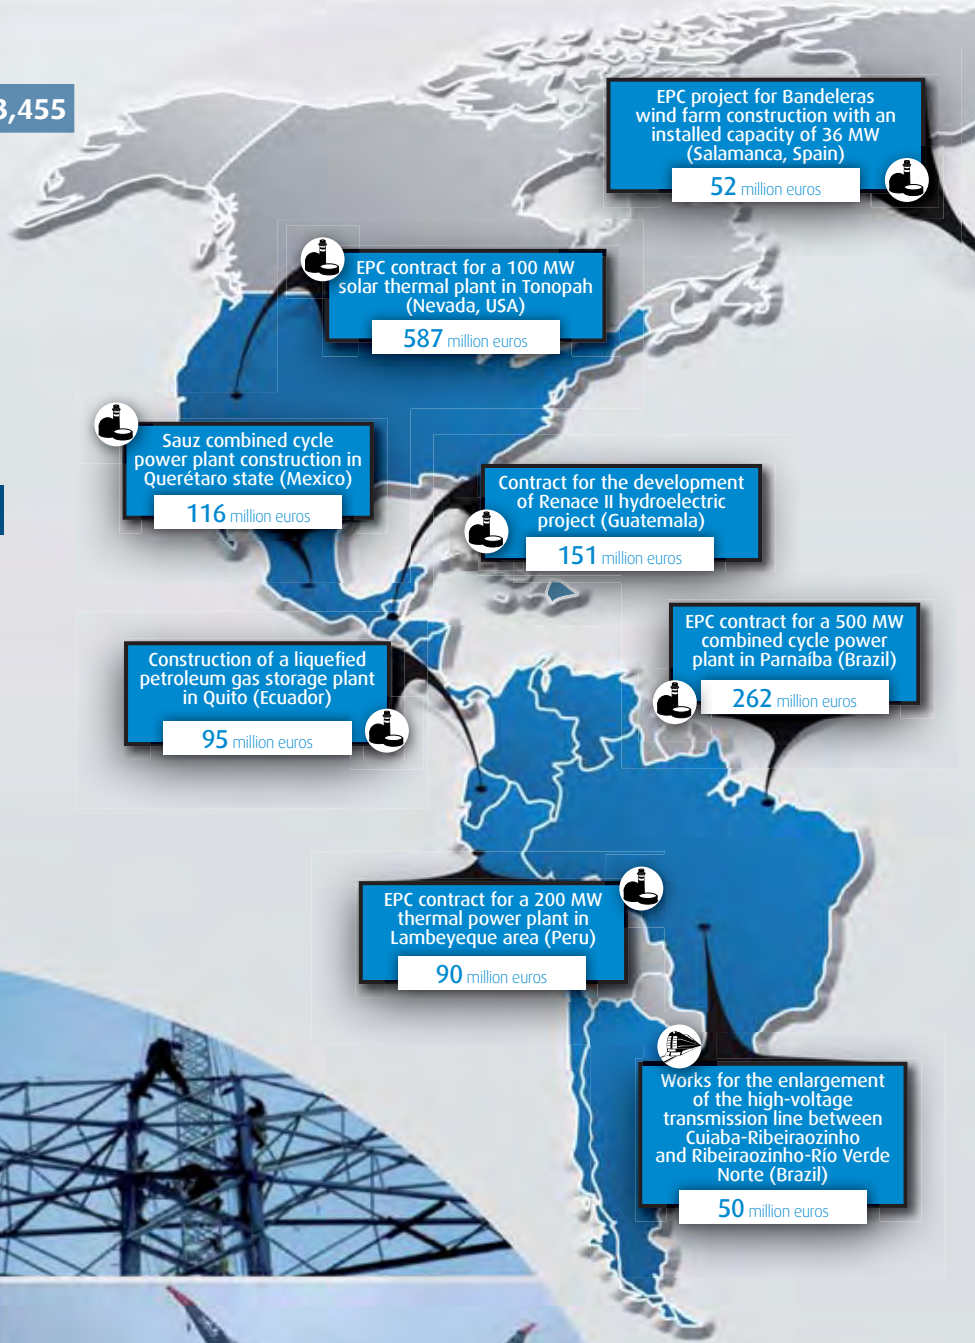 3,455
EPC project for Bandeleras
wind farm construction with an
installed capacity of 36 MW
(Salamanca, Spain)
52 million euros
EPC contract for a 100 MW
solar thermal plant in Tonopah
(Nevada, USA)
587 million euros
Sauz combined cycle
power plant construction in
Querétaro state (Mexico)
116 million euros
Contract for the development
of Renace II hydroelectric
project (Guatemala)
151 million euros
EPC contract for a 500 MW
combined cycle power
plant in Parnaíba (Brazil)
262 million euros
Construction of a liquefied
petroleum gas storage plant
in Quito (Ecuador)
95 million euros
EPC contract for a 200 MW
thermal power plant in
Lambeyeque area (Peru)
90 million euros
Works for the enlargement
of the high-voltage
transmission line between
Cuiaba-Ribeiraozinho
and Ribeiraozinho-Río Verde
Norte (Brazil)
50 million euros